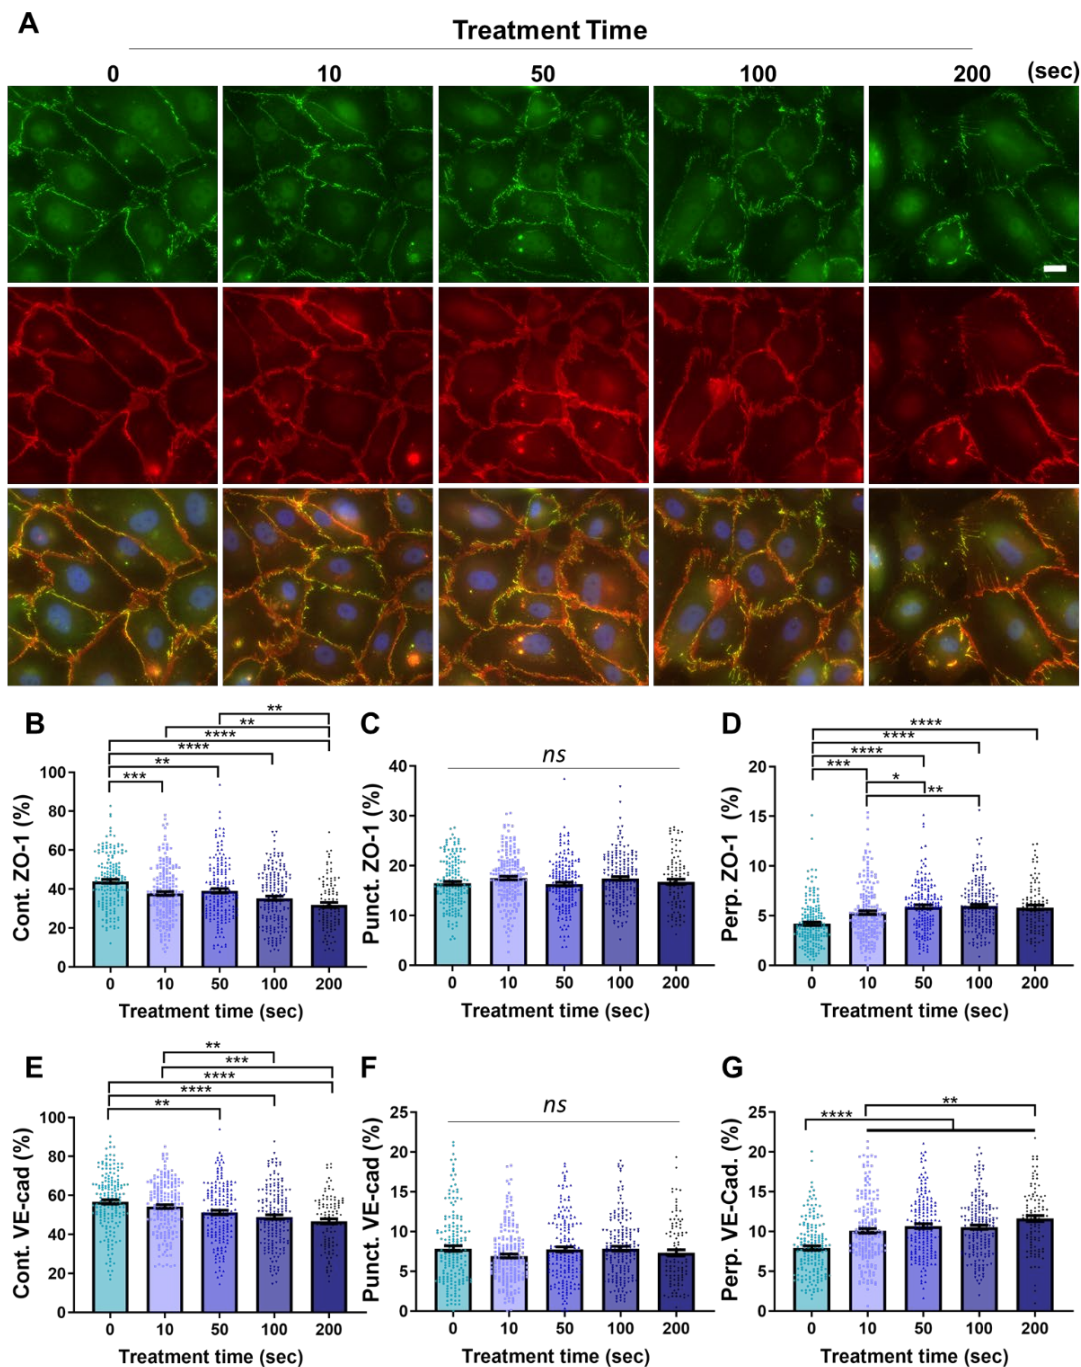 A
Treatment Time
0 10 50 100 200 (sec)
B
**
**
****
****
**
***
Cont. ZO-1 (%)
100
80
60
40
20
0
0 10 50 100 200
Treatment time (sec)
C
ns
Punct. ZO-1 (%)
40
30
20
10
0
0 10 50 100 200
Treatment time (sec)
D
****
****
****
***
*
**
Perp. ZO-1 (%)
20
15
10
5
0
0 10 50 100 200
Treatment time (sec)
E
**
***
****
****
**
Cont. VE-cad (%)
100
80
60
40
20
0
0 10 50 100 200
Treatment time (sec)
F
ns
Punct. VE-cad (%)
25
20
15
10
5
0
0 10 50 100 200
Treatment time (sec)
G
**
****
Perp. VE-Cad. (%)
25
20
15
10
5
0
0 10 50 100 200
Treatment time (sec)